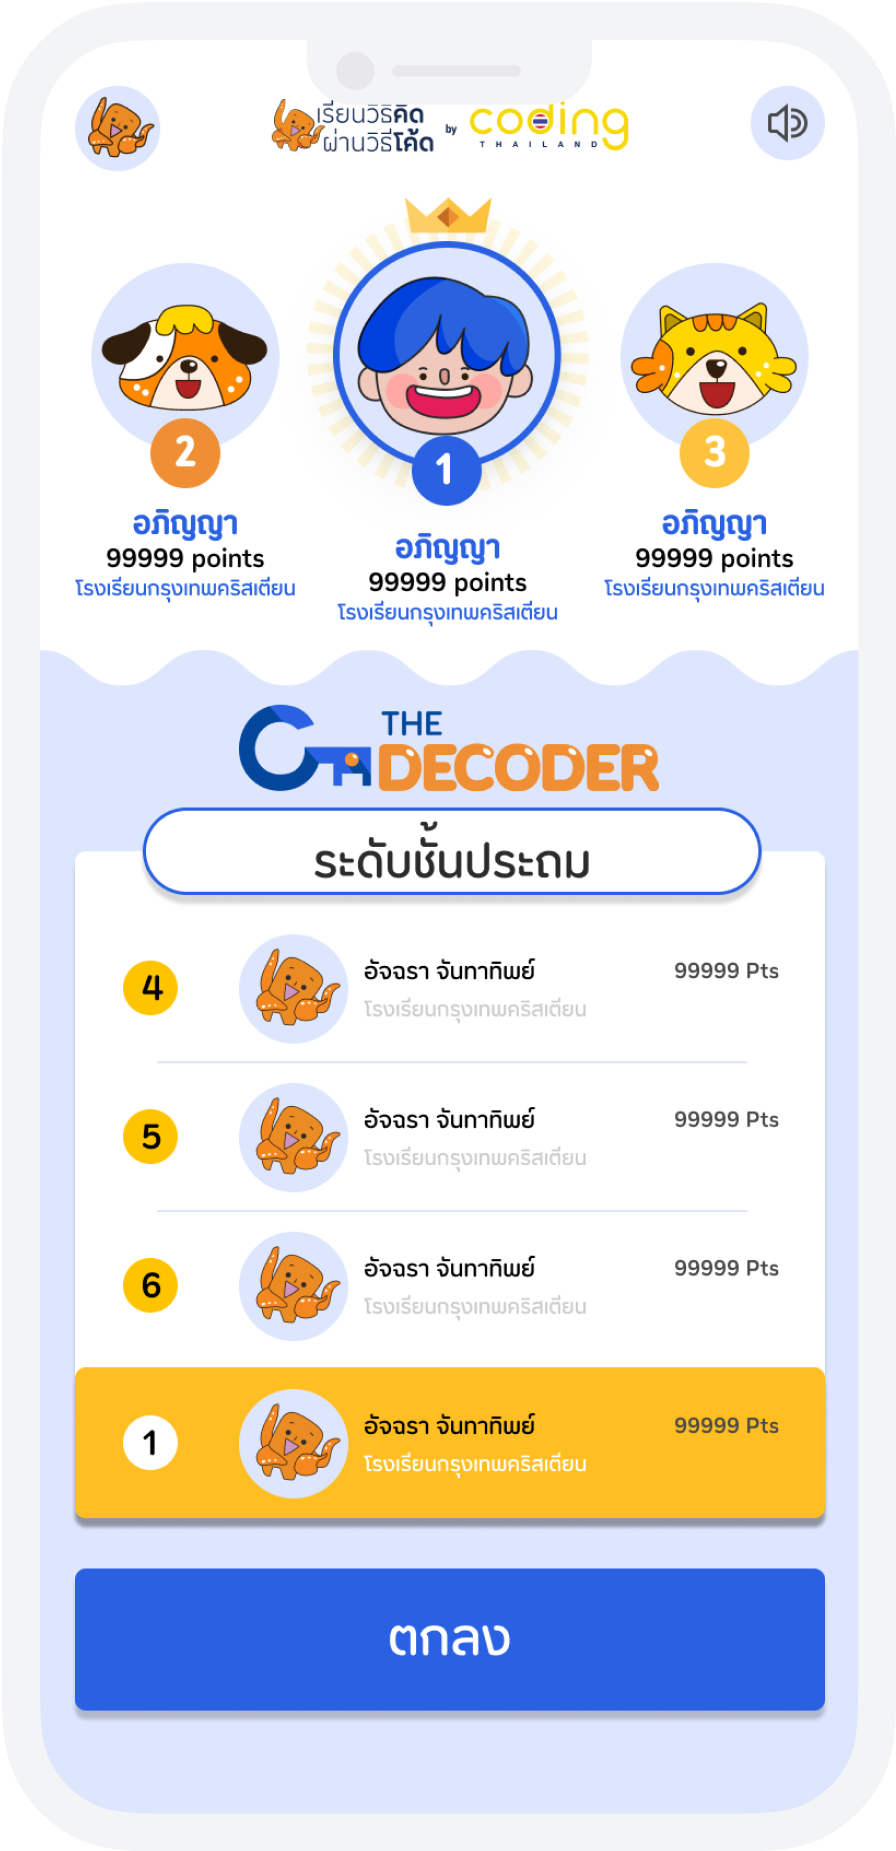 เรียนวิธีคิด
ผ่านวิธีโค้ด
by
coding
THAILAND
2
อภิญญา
99999 points
โรงเรียนกรุงเทพคริสเตียน
1
อภิญญา
99999 points
โรงเรียนกรุงเทพคริสเตียน
3
อภิญญา
99999 points
โรงเรียนกรุงเทพคริสเตียน
THE
DECODER
ระดับชั้นประถม
4
อัจฉรา จันทาทิพย์
99999 Pts
โรงเรียนกรุงเทพคริสเตียน
5
อัจฉรา จันทาทิพย์
99999 Pts
โรงเรียนกรุงเทพคริสเตียน
6
อัจฉรา จันทาทิพย์
99999 Pts
โรงเรียนกรุงเทพคริสเตียน
1
อัจฉรา จันทาทิพย์
99999 Pts
โรงเรียนกรุงเทพคริสเตียน
ตกลง